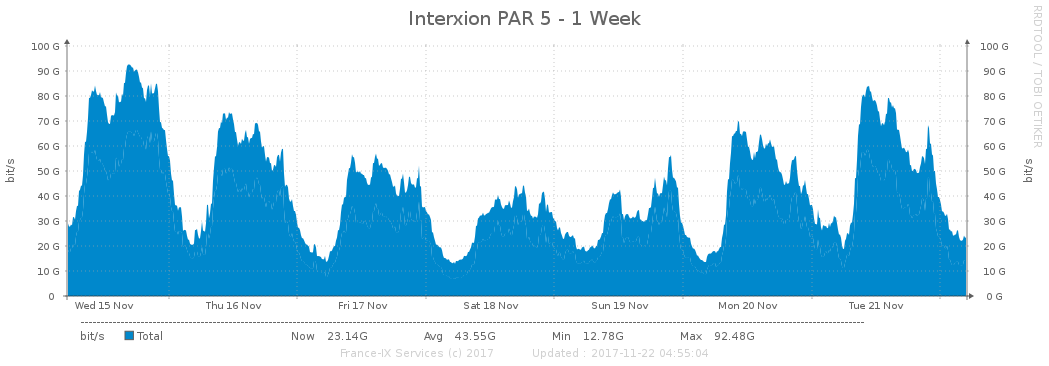 Interxion PAR 5 - 1 Week
RRDTOOL / TOBI OETIKER
100 G 100 G
90 G 90 G
80 G 80 G
70 G 70 G
60 G 60 G
50 G 50 G
40 G 40 G
30 G 30 G
20 G 20 G
10 G 10 G
0 0 G
bit/s bit/s
Wed 15 Nov Thu 16 Nov Fri 17 Nov Sat 18 Nov Sun 19 Nov Mon 20 Nov Tue 21 Nov
bit/s Total Now 23.14G Avg 43.55G Min 12.78G Max 92.48G
France-IX Services (c) 2017 Updated : 2017-11-22 04:55:04